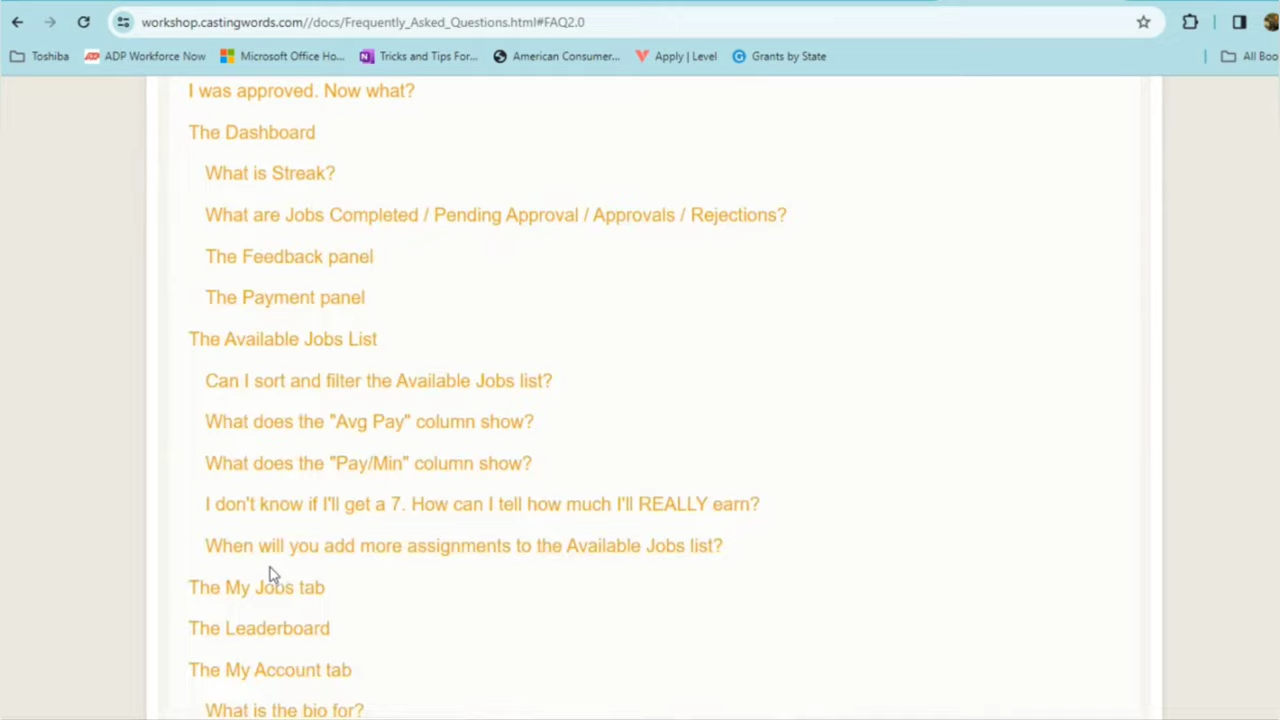 workshop.castingwords.com//docs/Frequently_Asked_Questions.html#FAQ2.0
Toshiba ADP Workforce Now Microsoft Office Ho... Tricks and Tips For... American Consumer... Apply | Level Grants by State All Boo
I was approved. Now what?
The Dashboard
What is Streak?
What are Jobs Completed / Pending Approval / Approvals / Rejections?
The Feedback panel
The Payment panel
The Available Jobs List
Can I sort and filter the Available Jobs list?
What does the "Avg Pay" column show?
What does the "Pay/Min" column show?
I don't know if I'll get a 7. How can I tell how much I'll REALLY earn?
When will you add more assignments to the Available Jobs list?
The My Jobs tab
The Leaderboard
The My Account tab
What is the bio for?